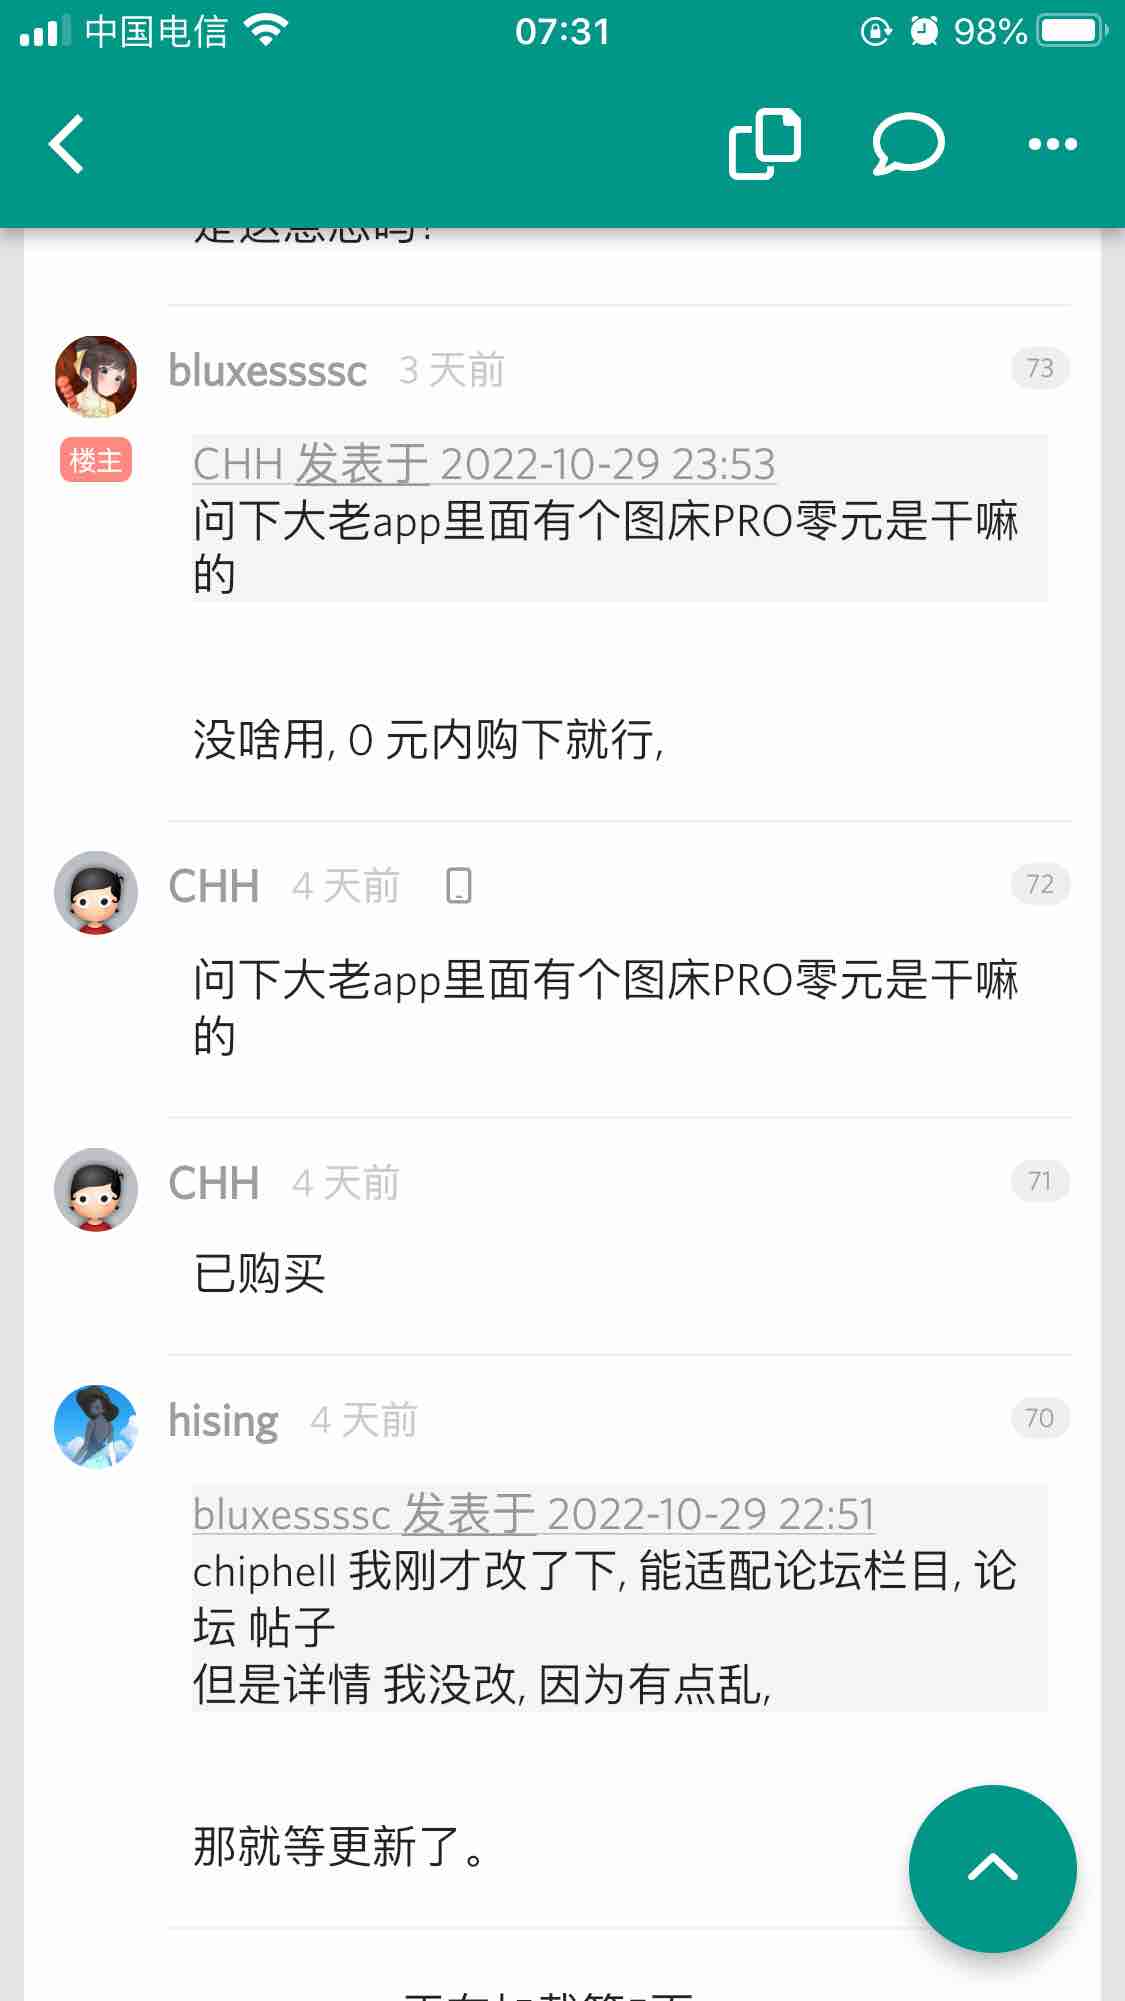 中国电信 07:31 98%
是这意思吗?
bluxessssc 3 天前 73
楼主
CHH 发表于 2022-10-29 23:53
问下大老app里面有个图床PRO零元是干嘛
的
没啥用, 0 元内购下就行,
CHH 4 天前 72
问下大老app里面有个图床PRO零元是干嘛
的
CHH 4 天前 71
已购买
hising 4 天前 70
bluxessssc 发表于 2022-10-29 22:51
chiphell 我刚才改了下, 能适配论坛栏目, 论
坛 帖子
但是详情 我没改, 因为有点乱,
那就等更新了。